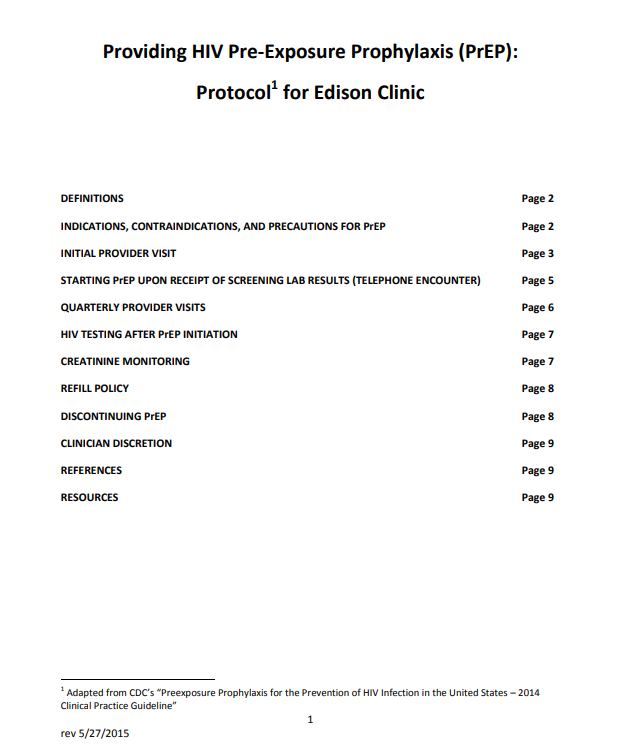 Providing HIV Pre-Exposure Prophylaxis (PrEP):
Protocol¹ for Edison Clinic
DEFINITIONS Page 2
INDICATIONS, CONTRAINDICATIONS, AND PRECAUTIONS FOR PrEP Page 2
INITIAL PROVIDER VISIT Page 3
STARTING PrEP UPON RECEIPT OF SCREENING LAB RESULTS (TELEPHONE ENCOUNTER) Page 5
QUARTERLY PROVIDER VISITS Page 6
HIV TESTING AFTER PrEP INITIATION Page 7
CREATININE MONITORING Page 7
REFILL POLICY Page 8
DISCONTINUING PrEP Page 8
CLINICIAN DISCRETION Page 9
REFERENCES Page 9
RESOURCES Page 9
¹ Adapted from CDC’s “Preexposure Prophylaxis for the Prevention of HIV Infection in the United States – 2014
Clinical Practice Guideline”
1
rev 5/27/2015